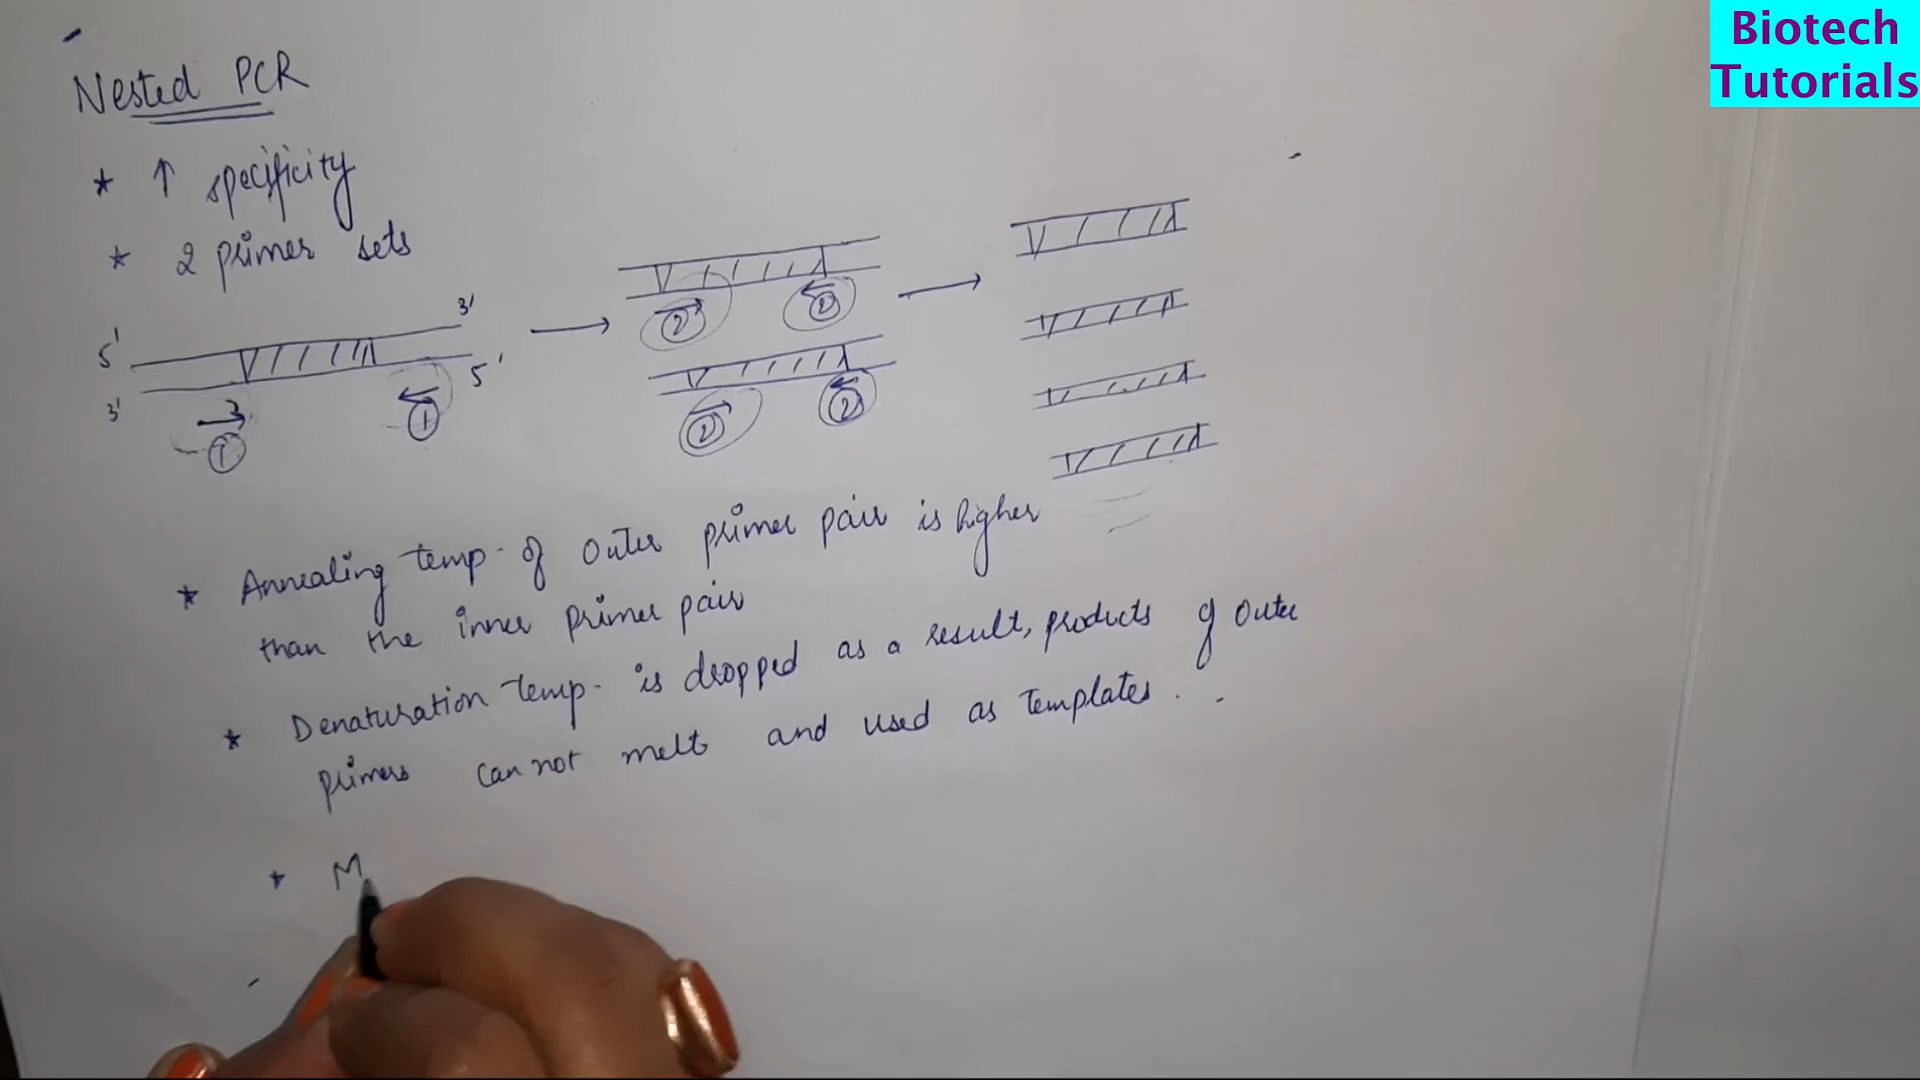 Biotech
Tutorials
Nested PCR
* ↑ specificity
* 2 primer sets
5' 3'
3' 5'
1 1
2 2
2 2
* Annealing temp. of outer primer pair is higher
than the inner primer pair
* Denaturation temp. is dropped as a result, products of outer
primers can not melt and used as templates.
* M